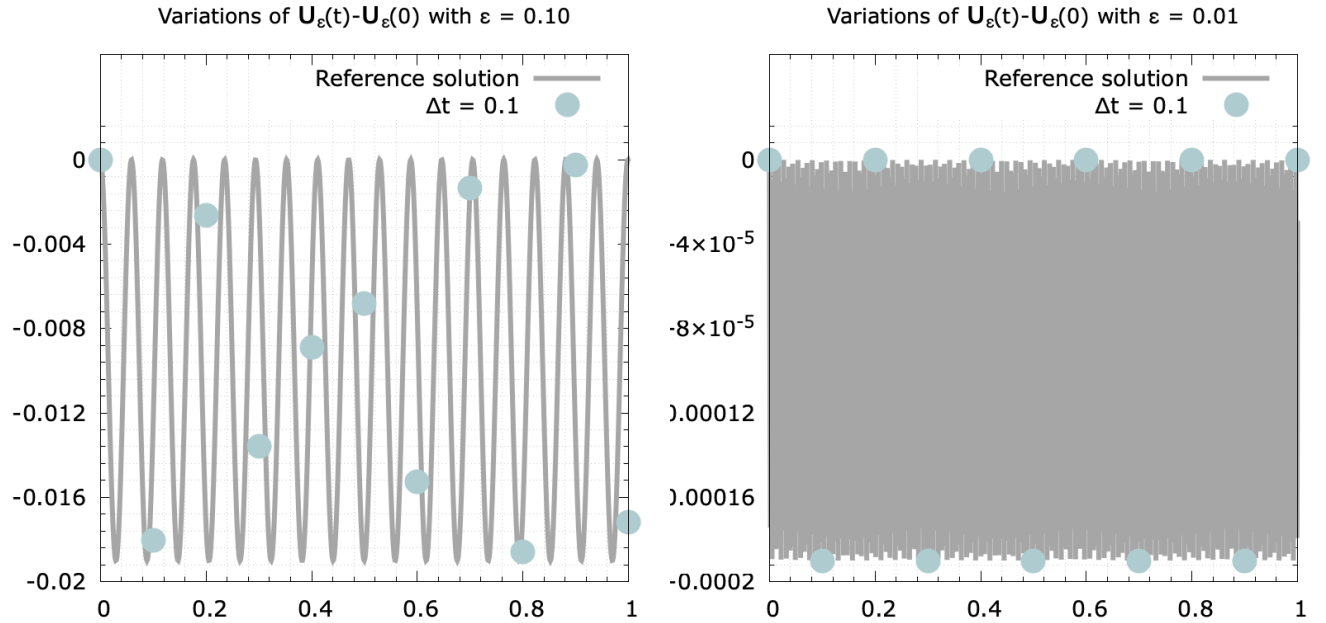 Variations of Uε(t)-Uε(0) with ε = 0.10
Reference solution
Δt = 0.1
0
-0.004
-0.008
-0.012
-0.016
-0.02
0 0.2 0.4 0.6 0.8 1
Variations of Uε(t)-Uε(0) with ε = 0.01
Reference solution
Δt = 0.1
0
-4×10⁻⁵
-8×10⁻⁵
0.00012
0.00016
-0.0002
0 0.2 0.4 0.6 0.8 1